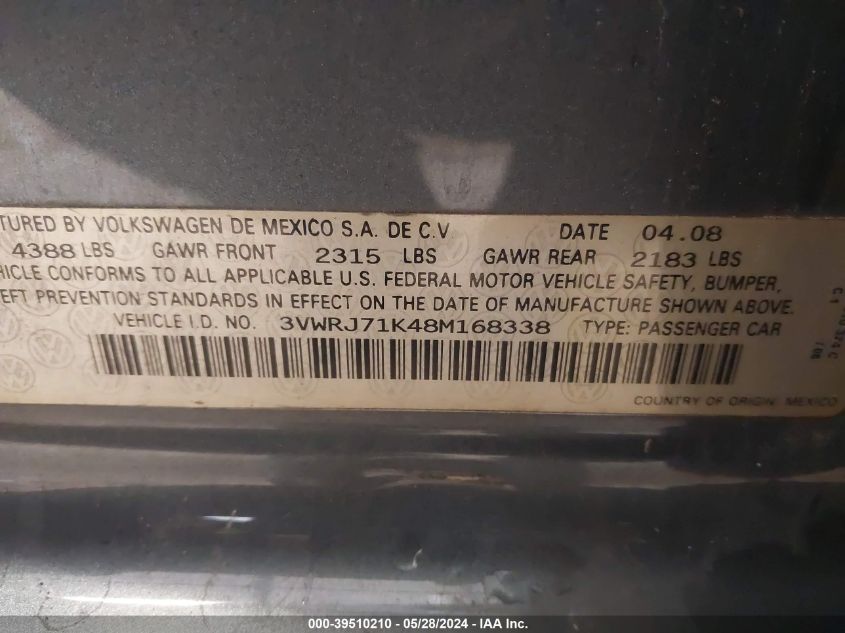 TURED BY VOLKSWAGEN DE MEXICO S.A. DE C.V DATE 04.08
4388 LBS GAWR FRONT 2315 LBS GAWR REAR 2183 LBS
HICLE CONFORMS TO ALL APPLICABLE U.S. FEDERAL MOTOR VEHICLE SAFETY, BUMPER,
EFT PREVENTION STANDARDS IN EFFECT ON THE DATE OF MANUFACTURE SHOWN ABOVE.
VEHICLE I.D. NO. 3VWRJ71K48M168338 TYPE: PASSENGER CAR
COUNTRY OF ORIGIN: MEXICO
000-39510210 - 05/28/2024 - IAA Inc.